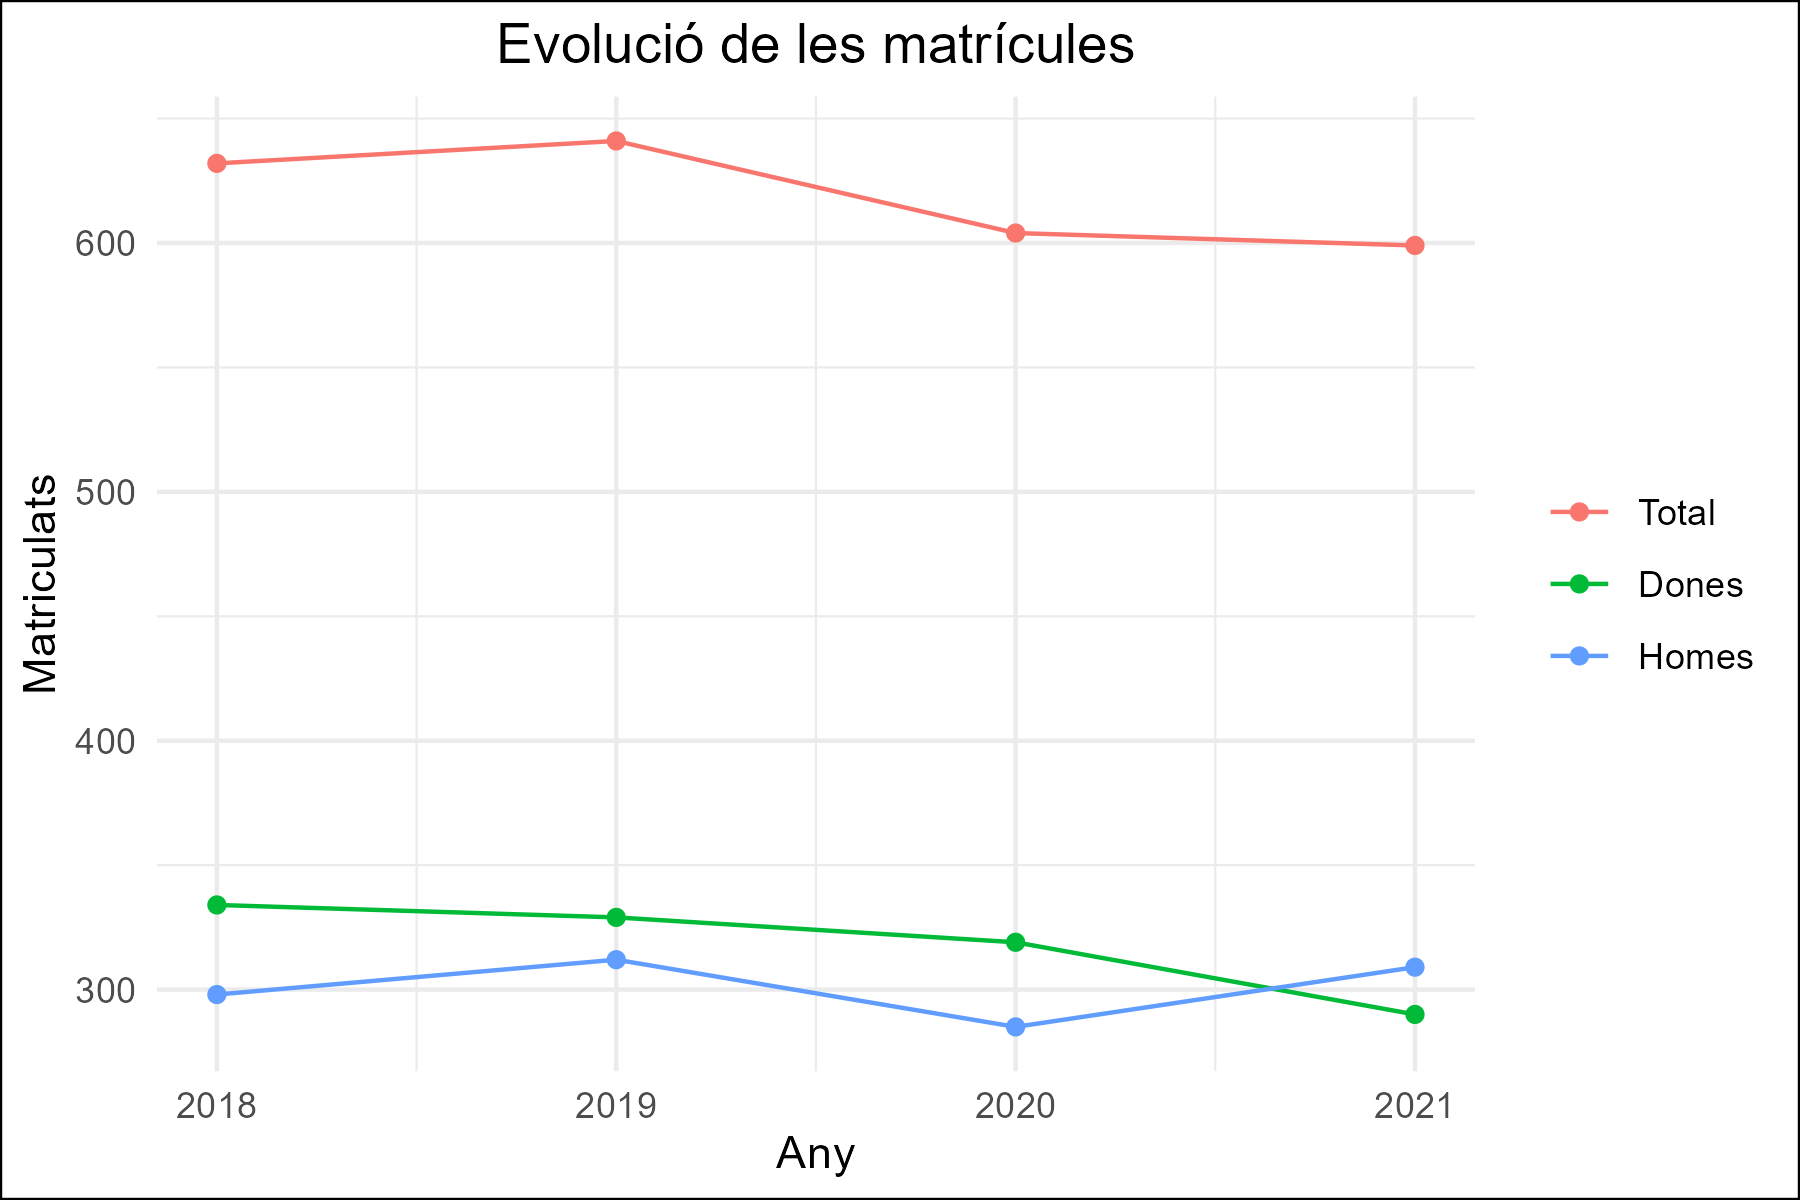 Evolució de les matrícules
Matriculats
600
500
400
300
2018
2019
2020
2021
Any
Total
Dones
Homes